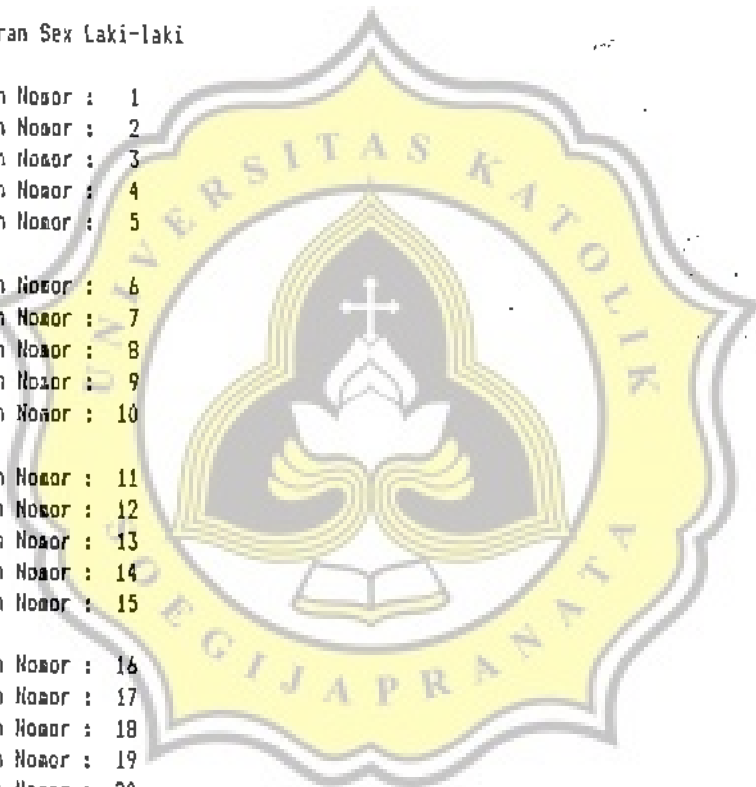 ran Sex Laki-laki
n Nomor : 1
n Nomor : 2
n Nomor : 3
n Nomor : 4
n Nomor : 5
n Nomor : 6
n Nomor : 7
n Nomor : 8
n Nomor : 9
n Nomor : 10
n Nomor : 11
n Nomor : 12
n Nomor : 13
n Nomor : 14
n Nomor : 15
n Nomor : 16
n Nomor : 17
n Nomor : 18
n Nomor : 19
n Nomor : 20
UNIVERSITAS KATOLIK
SOEGIJAPRANATA